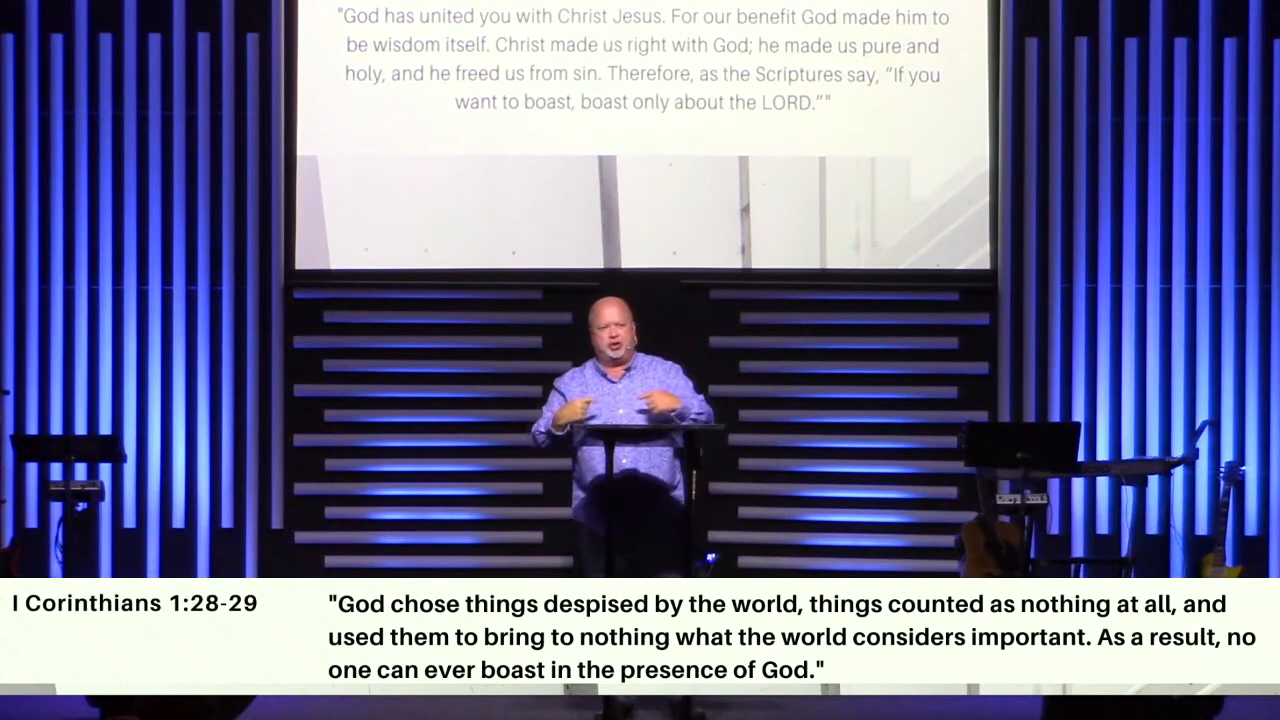 "God has united you with Christ Jesus. For our benefit God made him to
be wisdom itself. Christ made us right with God; he made us pure and
holy, and he freed us from sin. Therefore, as the Scriptures say, “If you
want to boast, boast only about the LORD.”"
I Corinthians 1:28-29
"God chose things despised by the world, things counted as nothing at all, and
used them to bring to nothing what the world considers important. As a result, no
one can ever boast in the presence of God."